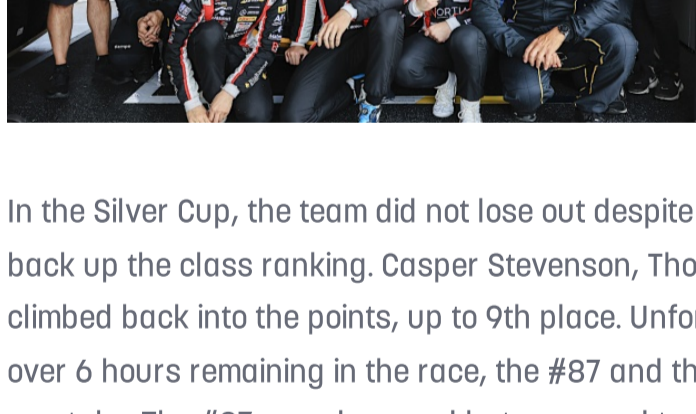 In the Silver Cup, the team did not lose out despite
back up the class ranking. Casper Stevenson, Tho
climbed back into the points, up to 9th place. Unfo
over 6 hours remaining in the race, the #87 and th